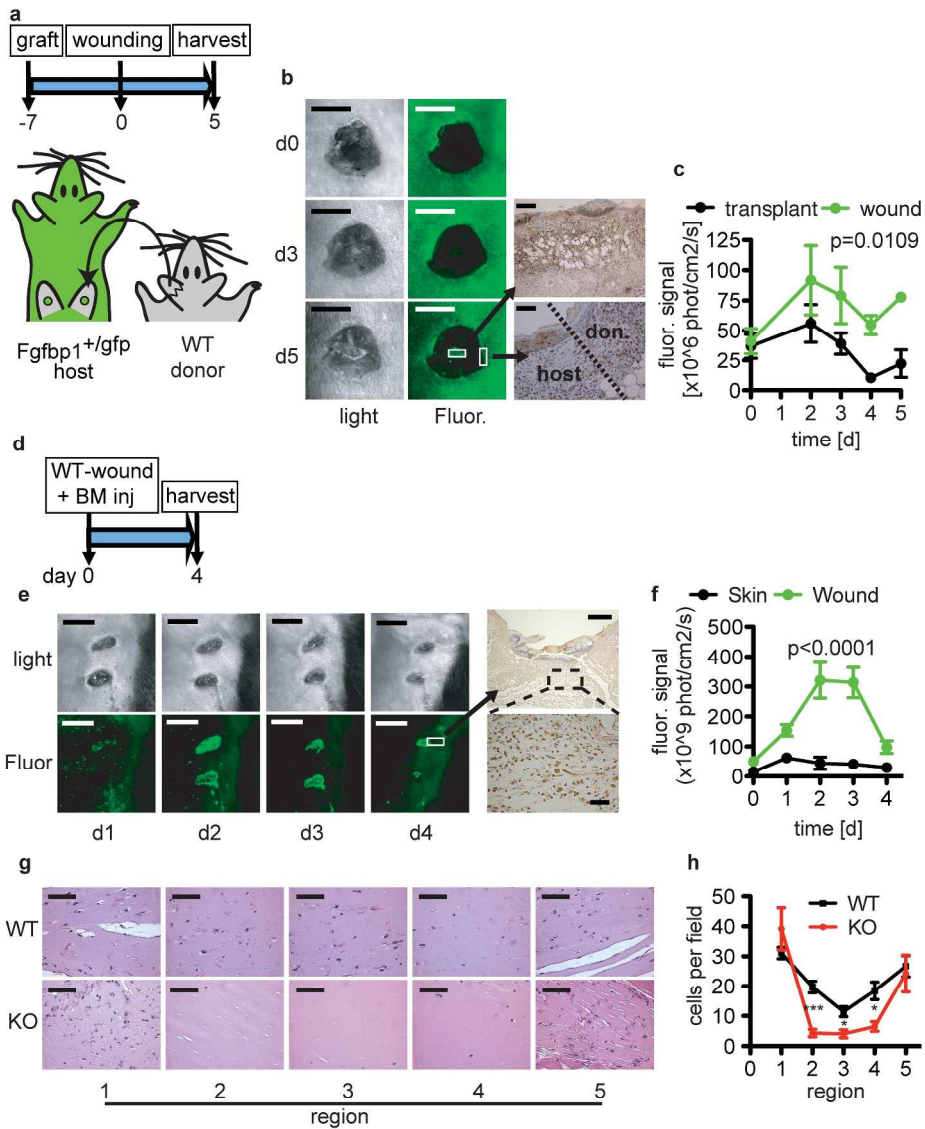 a
graft wounding harvest
-7 0 5
Fgfbp1+/gfp
host
WT
donor
b
d0
d3
d5
don.
host
light Fluor.
c
transplant wound
p=0.0109
fluor. signal
[x10^6 phot/cm2/s]
125
100
75
50
25
0
0 1 2 3 4 5
time [d]
d
WT-wound
+ BM inj
harvest
day 0 4
e
light
Fluor
d1 d2 d3 d4
f
Skin Wound
p<0.0001
fluor. signal
(x10^9 phot/cm2/s)
500
400
300
200
100
0
0 1 2 3 4
time [d]
g
WT
KO
1 2 3 4 5
region
h
WT
KO
cells per field
50
40
30
20
10
0
***
*
*
1 2 3 4 5
region